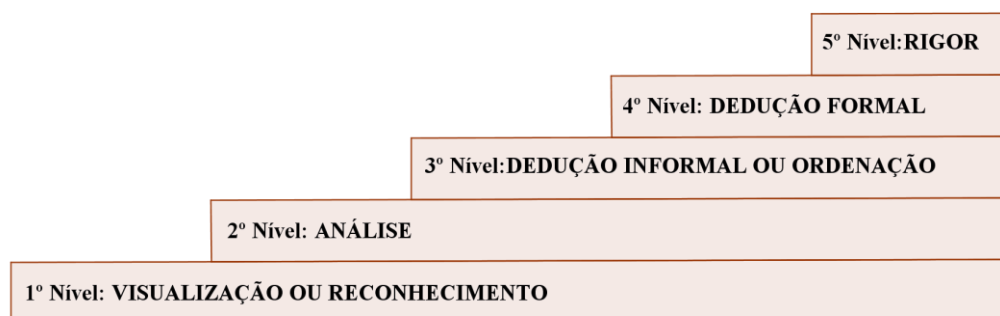 5º Nível:RIGOR
4º Nível: DEDUÇÃO FORMAL
3º Nível:DEDUÇÃO INFORMAL OU ORDENAÇÃO
2º Nível: ANÁLISE
1º Nível: VISUALIZAÇÃO OU RECONHECIMENTO